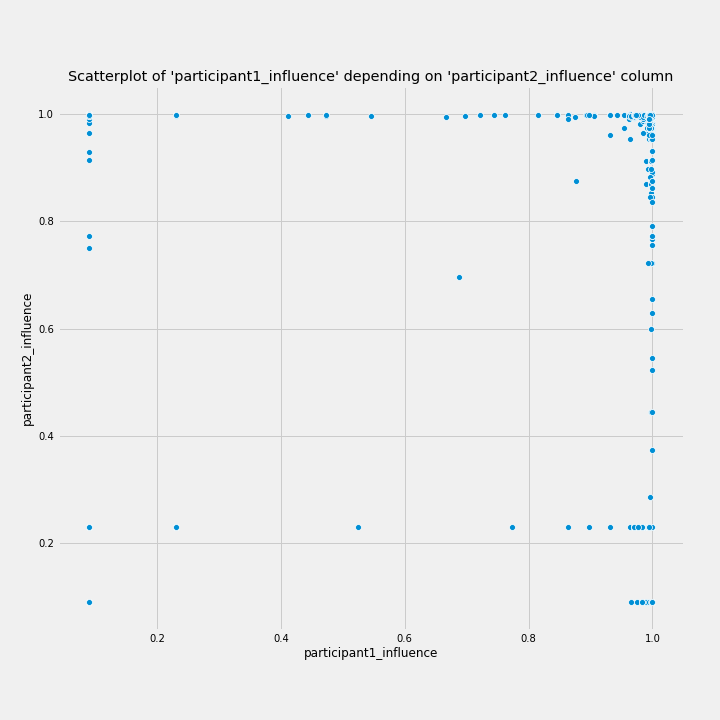 Scatterplot of 'participant1_influence' depending on 'participant2_influence' column
1.0
0.8
0.6
0.4
0.2
participant2_influence
0.2 0.4 0.6 0.8 1.0
participant1_influence